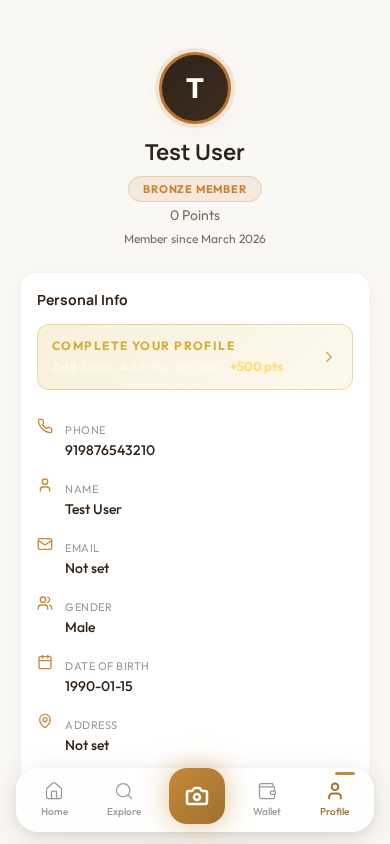 T
Test User
BRONZE MEMBER
0 Points
Member since March 2026
Personal Info
COMPLETE YOUR PROFILE
+500 pts
PHONE
919876543210
NAME
Test User
EMAIL
Not set
GENDER
Male
DATE OF BIRTH
1990-01-15
ADDRESS
Not set
Home
Explore
Wallet
Profile